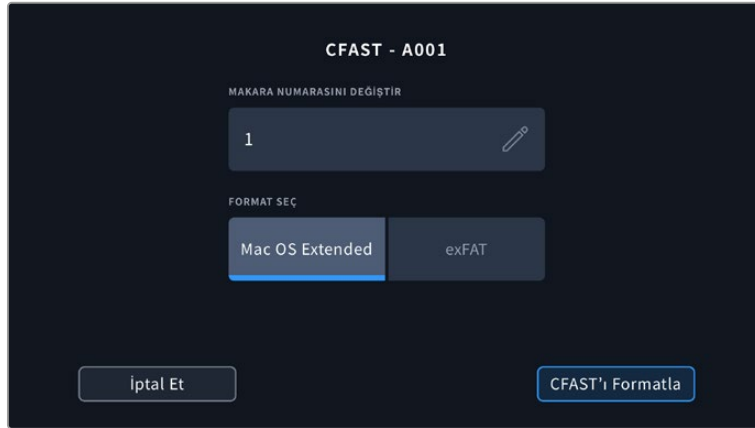 CFAST - A001
MAKARA NUMARASINI DEĞİŞTİR
1
FORMAT SEÇ
Mac OS Extended
exFAT
İptal Et
CFAST'ı Formatla